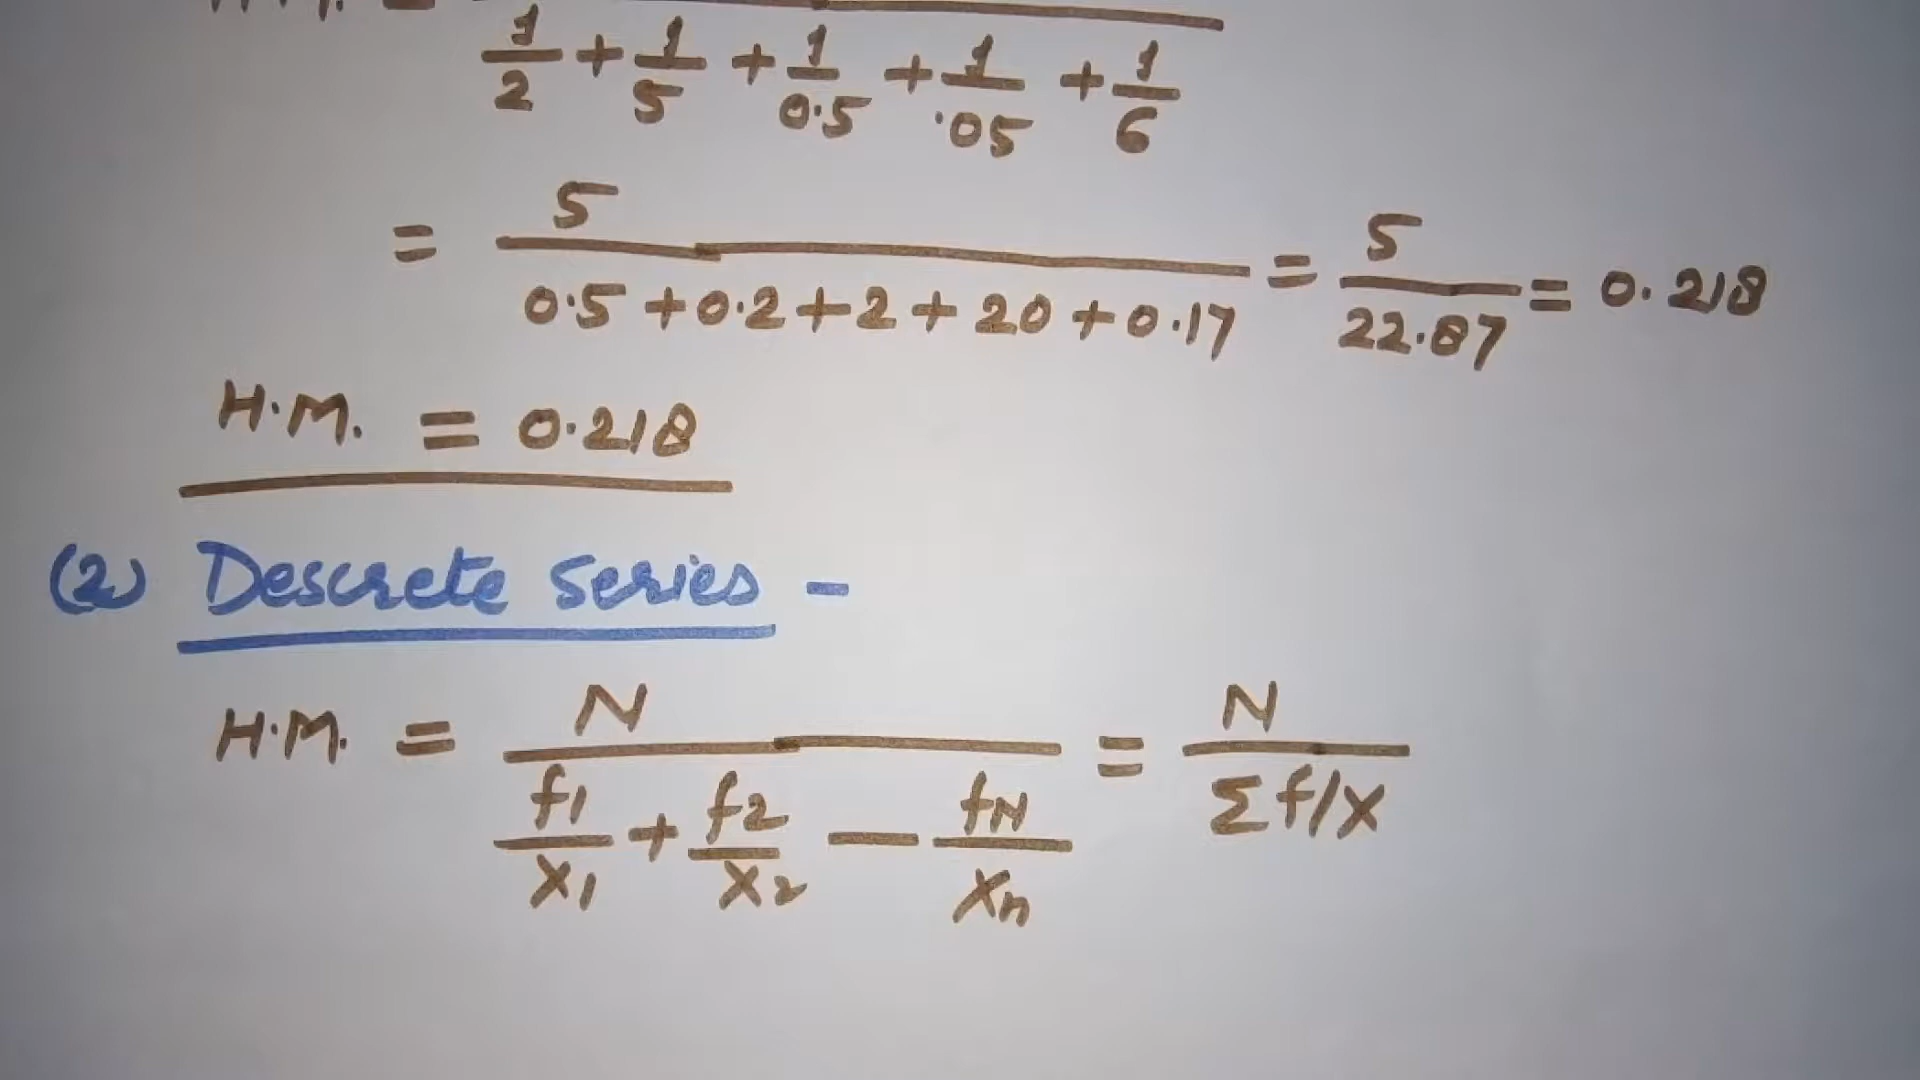 H.M. =
1/2 + 1/5 + 1/0.5 + 1/.05 + 1/6
= 5/(0.5 + 0.2 + 2 + 20 + 0.17) = 5/22.87 = 0.218
H.M. = 0.218
(2) Descrete Series -
H.M. = N/(f1/X1 + f2/X2 — fN/Xn) = N/(Σf/X)